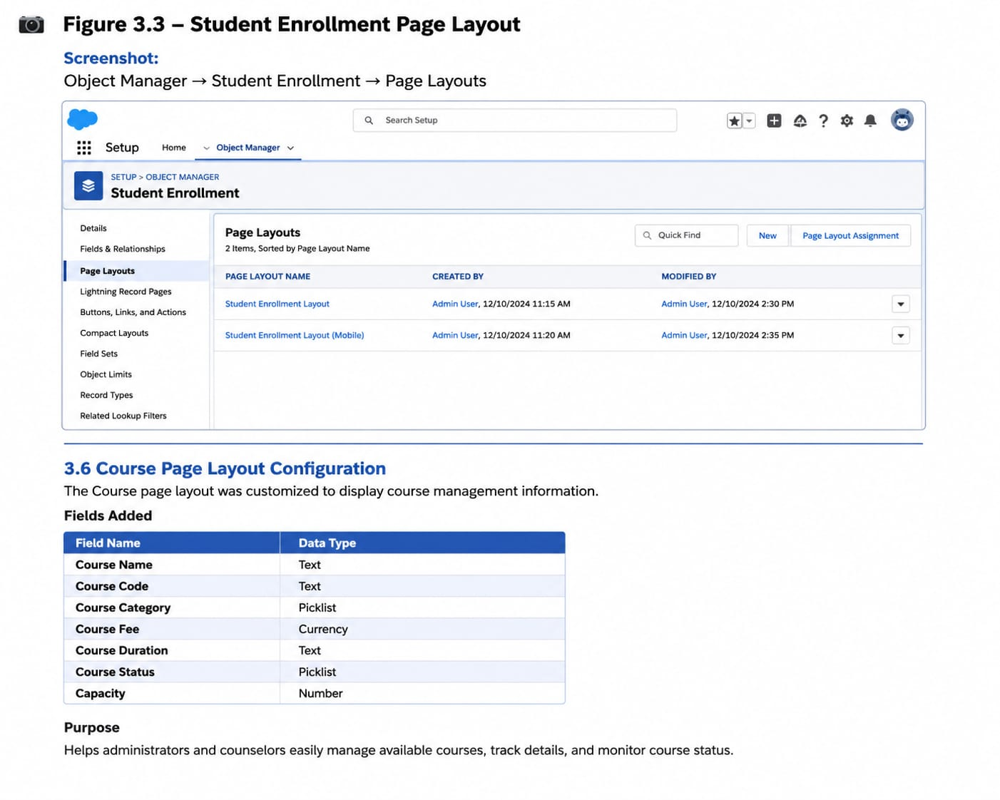 Figure 3.3 – Student Enrollment Page Layout
Screenshot:
Object Manager → Student Enrollment → Page Layouts
Search Setup
Setup Home Object Manager
SETUP > OBJECT MANAGER
Student Enrollment
Details
Fields & Relationships
Page Layouts
Lightning Record Pages
Buttons, Links, and Actions
Compact Layouts
Field Sets
Object Limits
Record Types
Related Lookup Filters
Page Layouts
2 Items, Sorted by Page Layout Name
Quick Find New Page Layout Assignment
PAGE LAYOUT NAME CREATED BY MODIFIED BY
Student Enrollment Layout Admin User, 12/10/2024 11:15 AM Admin User, 12/10/2024 2:30 PM
Student Enrollment Layout (Mobile) Admin User, 12/10/2024 11:20 AM Admin User, 12/10/2024 2:35 PM
3.6 Course Page Layout Configuration
The Course page layout was customized to display course management information.
Fields Added
Field Name Data Type
Course Name Text
Course Code Text
Course Category Picklist
Course Fee Currency
Course Duration Text
Course Status Picklist
Capacity Number
Purpose
Helps administrators and counselors easily manage available courses, track details, and monitor course status.